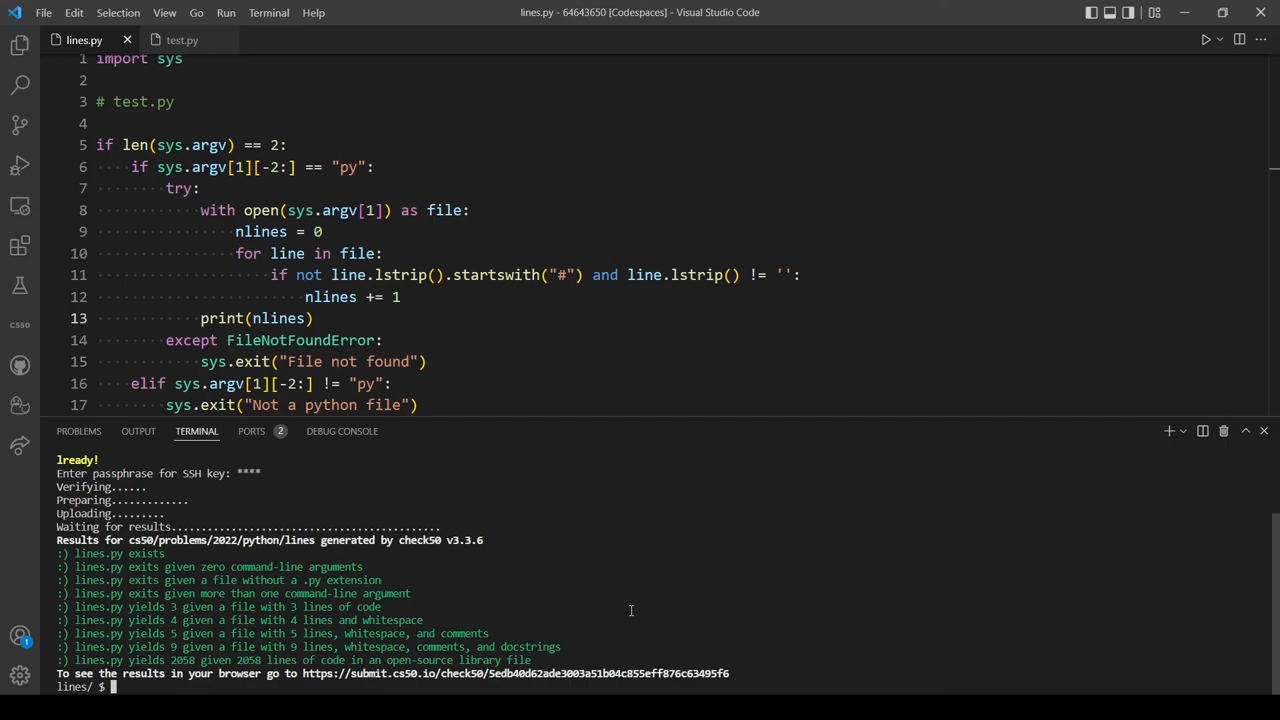 File Edit Selection View Go Run Terminal Help lines.py - 64643650 [Codespaces] - Visual Studio Code
lines.py test.py
1 import sys
2
3 # test.py
4
5 if len(sys.argv) == 2:
6 if sys.argv[1][-2:] == "py":
7 try:
8 with open(sys.argv[1]) as file:
9 nlines = 0
10 for line in file:
11 if not line.lstrip().startswith("#") and line.lstrip() != '':
12 nlines += 1
13 print(nlines)
14 except FileNotFoundError:
15 sys.exit("File not found")
16 elif sys.argv[1][-2:] != "py":
17 sys.exit("Not a python file")
CS50
PROBLEMS OUTPUT TERMINAL PORTS 2 DEBUG CONSOLE
lready!
Enter passphrase for SSH key: ****
Verifying......
Preparing.............
Uploading.........
Waiting for results.............................................
Results for cs50/problems/2022/python/lines generated by check50 v3.3.6
:) lines.py exists
:) lines.py exits given zero command-line arguments
:) lines.py exits given a file without a .py extension
:) lines.py exits given more than one command-line argument
:) lines.py yields 3 given a file with 3 lines of code
:) lines.py yields 4 given a file with 4 lines and whitespace
:) lines.py yields 5 given a file with 5 lines, whitespace, and comments
:) lines.py yields 9 given a file with 9 lines, whitespace, comments, and docstrings
:) lines.py yields 2058 given 2058 lines of code in an open-source library file
To see the results in your browser go to https://submit.cs50.io/check50/5edb40d62ade3003a51b04c855eff876c63495f6
lines/ $
1